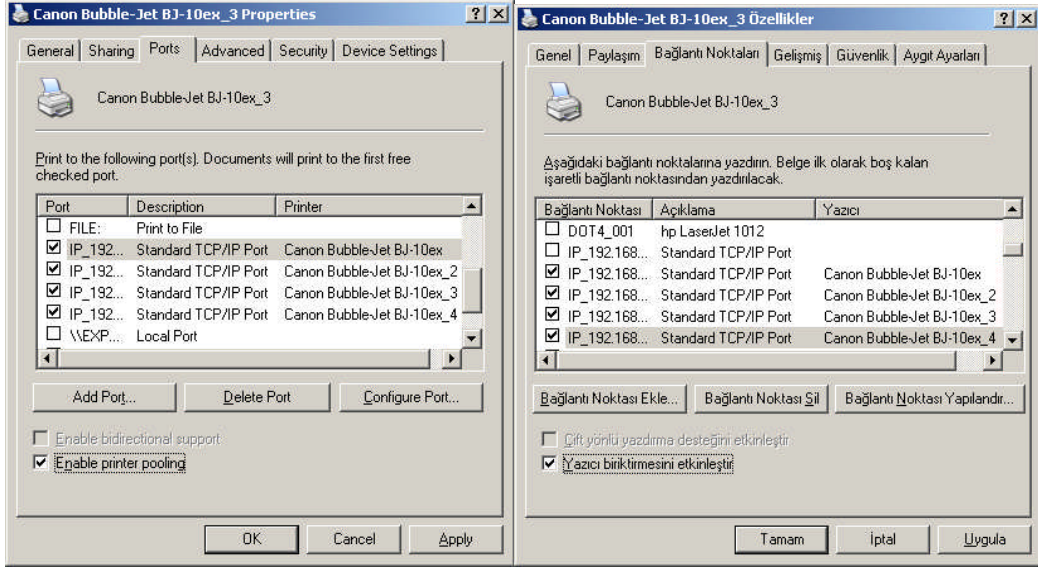 Canon Bubble-Jet BJ-10ex_3 Properties
General Sharing Ports Advanced Security Device Settings
Canon Bubble-Jet BJ-10ex_3
Print to the following port(s). Documents will print to the first free
checked port.
Port Description Printer
FILE: Print to File
IP_192... Standard TCP/IP Port Canon Bubble-Jet BJ-10ex
IP_192... Standard TCP/IP Port Canon Bubble-Jet BJ-10ex_2
IP_192... Standard TCP/IP Port Canon Bubble-Jet BJ-10ex_3
IP_192... Standard TCP/IP Port Canon Bubble-Jet BJ-10ex_4
\\EXP... Local Port
Add Port... Delete Port Configure Port...
Enable bidirectional support
Enable printer pooling
OK Cancel Apply
Canon Bubble-Jet BJ-10ex_3 Özellikler
Genel Paylaşım Bağlantı Noktaları Gelişmiş Güvenlik Aygıt Ayarları
Canon Bubble-Jet BJ-10ex_3
Aşağıdaki bağlantı noktalarına yazdırın. Belge ilk olarak boş kalan
işaretli bağlantı noktasından yazdırılacak.
Bağlantı Noktası Açıklama Yazıcı
DOT4_001 hp LaserJet 1012
IP_192.168... Standard TCP/IP Port
IP_192.168... Standard TCP/IP Port Canon Bubble-Jet BJ-10ex
IP_192.168... Standard TCP/IP Port Canon Bubble-Jet BJ-10ex_2
IP_192.168... Standard TCP/IP Port Canon Bubble-Jet BJ-10ex_3
IP_192.168... Standard TCP/IP Port Canon Bubble-Jet BJ-10ex_4
Bağlantı Noktası Ekle... Bağlantı Noktası Sil Bağlantı Noktası Yapılandır...
Çift yönlü yazdırma desteğini etkinleştir
Yazıcı biriktirmesini etkinleştir
Tamam İptal Uygula